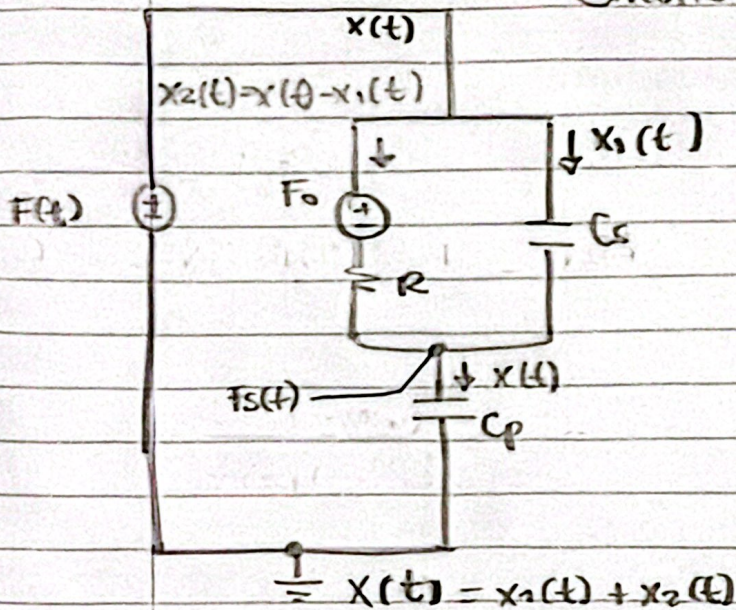 x(t)
x2(t)=x(t)-x1(t)
x1(t)
F(t)
±
F0
+
Cs
R
Fs(t)
x(t)
Cp
x(t) = x1(t) + x2(t)